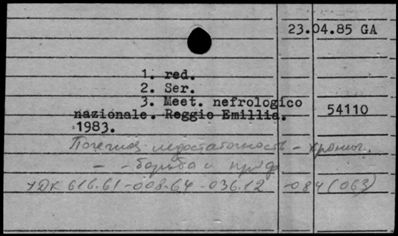 23.04.85 GA
1. red.
2. Ser.
3. Meet. nefrologico
nazionale. Reggio Emillia. 54110
1983.
Почечная недостаточность - хронич.
- - борьба и проф
УДК 616.61-008.64-036.12 -084 (063)